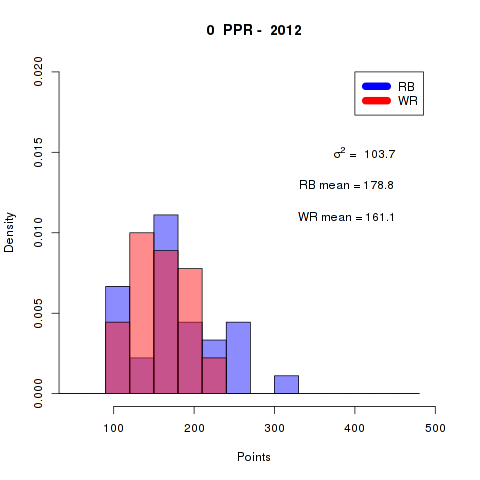 0 PPR - 2012
RB
WR
σ² = 103.7
RB mean = 178.8
WR mean = 161.1
Density
0.020
0.015
0.010
0.005
0.000
100 200 300 400 500
Points